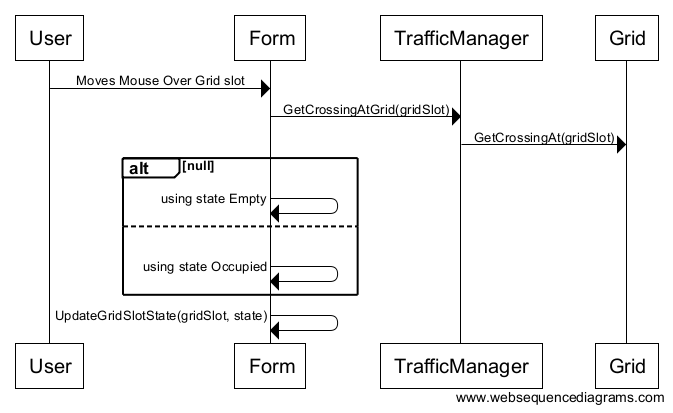 User Form TrafficManager Grid
Moves Mouse Over Grid slot
GetCrossingAtGrid(gridSlot)
GetCrossingAt(gridSlot)
alt [null]
using state Empty
using state Occupied
UpdateGridSlotState(gridSlot, state)
User Form TrafficManager Grid
www.websequencediagrams.com